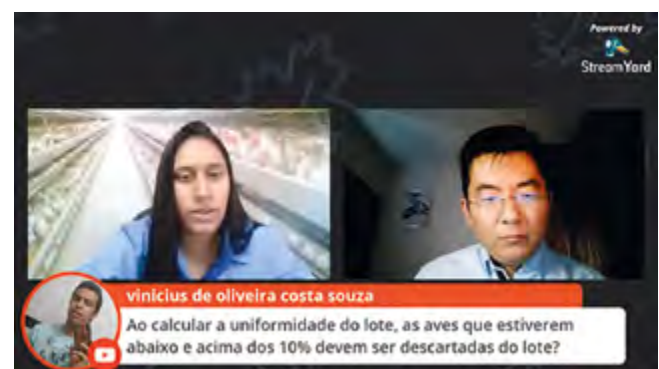 Powered by
StreamYard
vinicius de oliveira costa souza
Ao calcular a uniformidade do lote, as aves que estiverem
abaixo e acima dos 10% devem ser descartadas do lote?